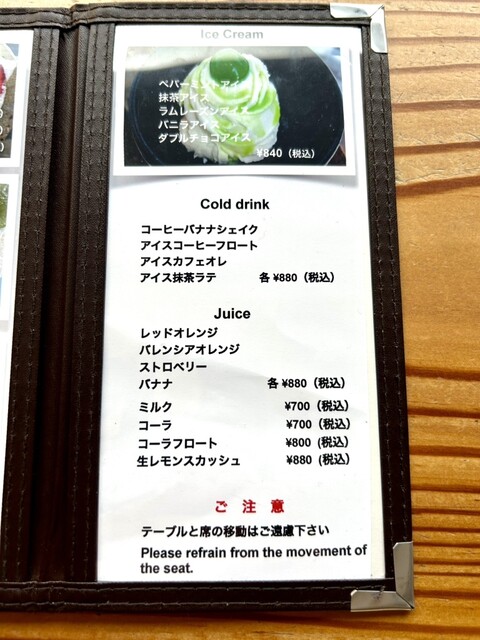 Ice Cream
ペパーミントアイ
抹茶アイス
ラムレーズンアイス
バニラアイス
ダブルチョコアイス
¥840（税込）
Cold drink
コーヒーバナナシェイク
アイスコーヒーフロート
アイスカフェオレ
アイス抹茶ラテ 各 ¥880（税込）
Juice
レッドオレンジ
バレンシアオレンジ
ストロベリー
バナナ 各 ¥880（税込）
ミルク ¥700（税込）
コーラ ¥700（税込）
コーラフロート ¥800（税込）
生レモンスカッシュ ¥880（税込）
ご 注 意
テーブルと席の移動はご遠慮下さい
Please refrain from the movement of
the seat.